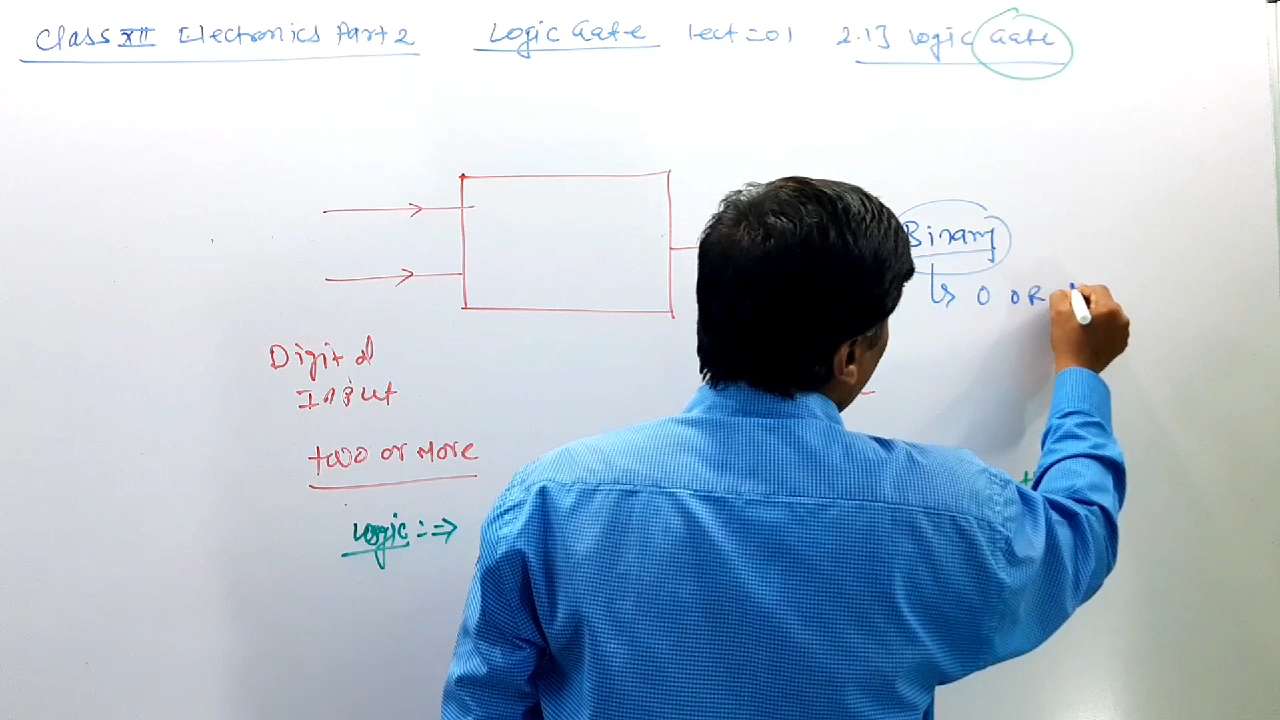 Class XII Electronics Part 2 Logic Gate Lect=01 2.1] Logic Gate
Binary
↳ 0 OR
Digital
Input
two or more
Logic :⇒